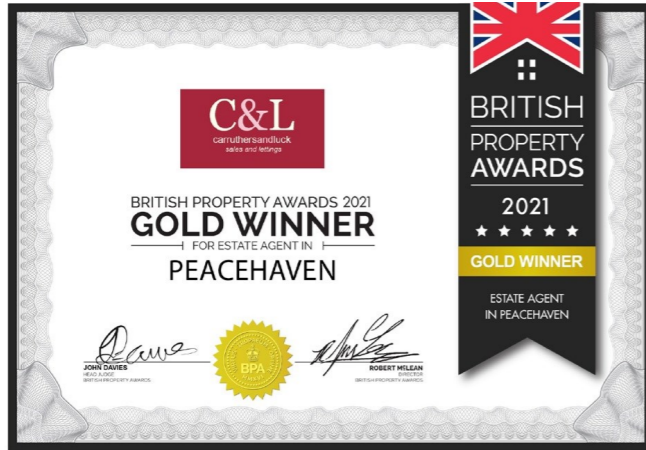 C&L
carruthersandluck
sales and lettings
BRITISH PROPERTY AWARDS 2021
GOLD WINNER
FOR ESTATE AGENT IN
PEACEHAVEN
JOHN DAVIES
HEAD JUDGE
BRITISH PROPERTY AWARDS
BPA
ROBERT McLEAN
DIRECTOR
BRITISH PROPERTY AWARDS
BRITISH
PROPERTY
AWARDS
2021
GOLD WINNER
ESTATE AGENT
IN PEACEHAVEN